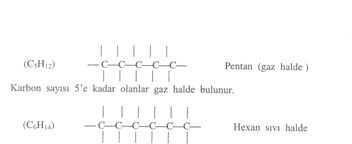 (C₅H₁₂) —C—C—C—C—C— Pentan (gaz halde )
Karbon sayısı 5'e kadar olanlar gaz halde bulunur.
(C₆H₁₄) —C—C—C—C—C—C— Hexan sıvı halde